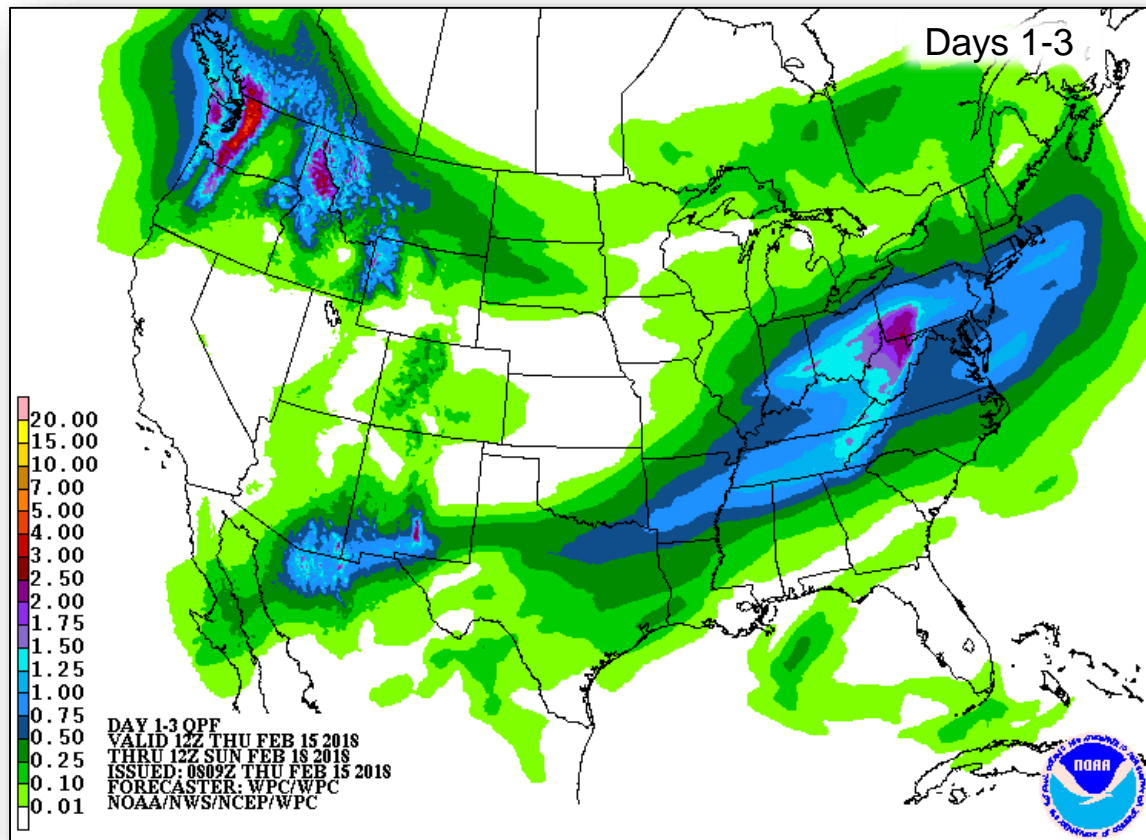 Days 1-3
20.00
15.00
10.00
7.00
5.00
4.00
3.00
2.50
2.00
1.75
1.50
1.25
1.00
0.75
0.50
0.25
0.10
0.01
DAY 1-3 QPF
VALID 12Z THU FEB 15 2018
THRU 12Z SUN FEB 18 2018
ISSUED: 0809Z THU FEB 15 2018
FORECASTER: WPC/WPC
NOAA/NWS/NCEP/WPC
NOAA